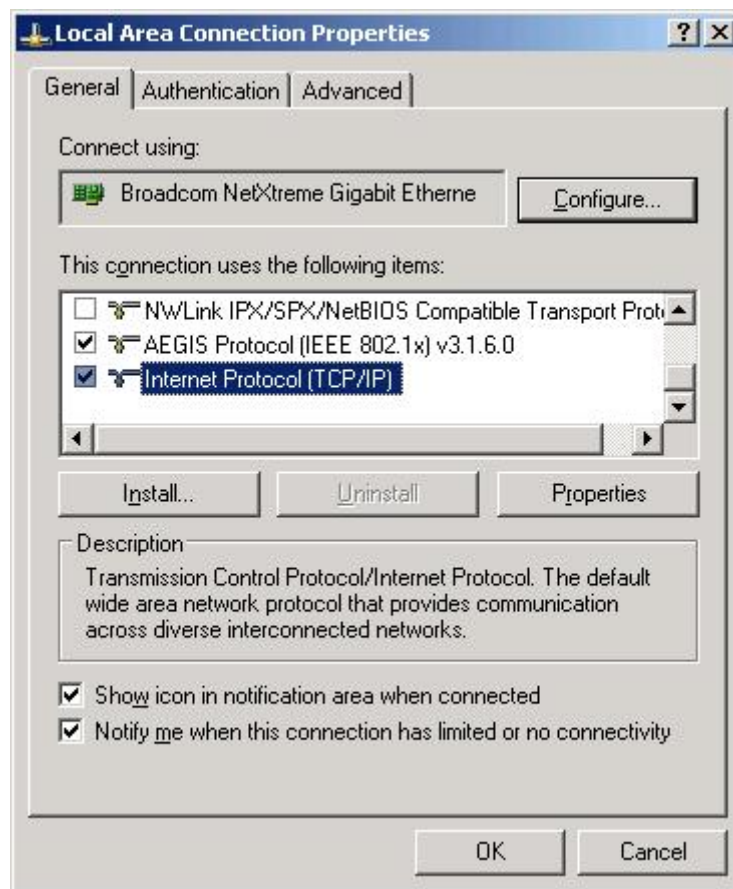 Local Area Connection Properties
General Authentication Advanced
Connect using:
Broadcom NetXtreme Gigabit Etherne
Configure...
This connection uses the following items:
NWLink IPX/SPX/NetBIOS Compatible Transport Prot
AEGIS Protocol (IEEE 802.1x) v3.1.6.0
Internet Protocol (TCP/IP)
Install... Uninstall Properties
Description
Transmission Control Protocol/Internet Protocol. The default
wide area network protocol that provides communication
across diverse interconnected networks.
Show icon in notification area when connected
Notify me when this connection has limited or no connectivity
OK Cancel